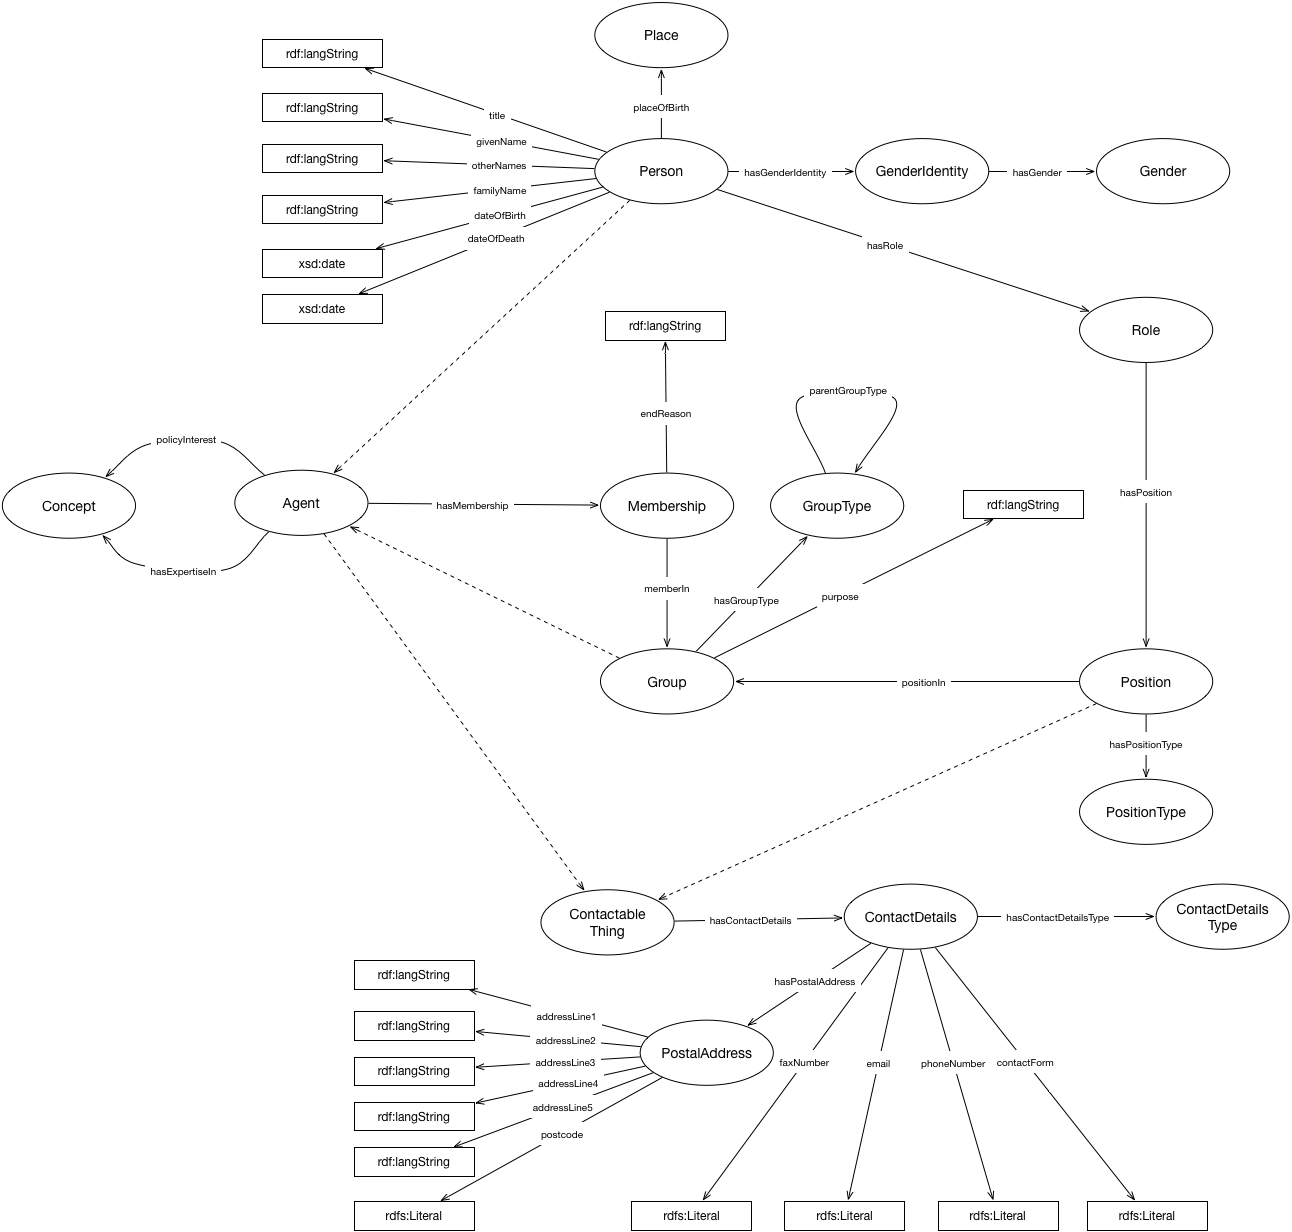 Place
rdf:langString
rdf:langString
placeOfBirth
title
givenName
rdf:langString
otherNames
Person
hasGenderIdentity
GenderIdentity
hasGender
Gender
familyName
rdf:langString
dateOfBirth
dateOfDeath
hasRole
xsd:date
xsd:date
rdf:langString
Role
parentGroupType
endReason
policyInterest
hasPosition
Concept
Agent
hasMembership
Membership
GroupType
rdf:langString
hasExpertiseIn
memberIn
hasGroupType
purpose
Group
positionIn
Position
hasPositionType
PositionType
Contactable
Thing
hasContactDetails
ContactDetails
hasContactDetailsType
ContactDetails
Type
rdf:langString
hasPostalAddress
addressLine1
rdf:langString
addressLine2
PostalAddress
addressLine3
faxNumber
email
phoneNumber
contactForm
rdf:langString
addressLine4
addressLine5
rdf:langString
postcode
rdf:langString
rdfs:Literal
rdfs:Literal
rdfs:Literal
rdfs:Literal
rdfs:Literal